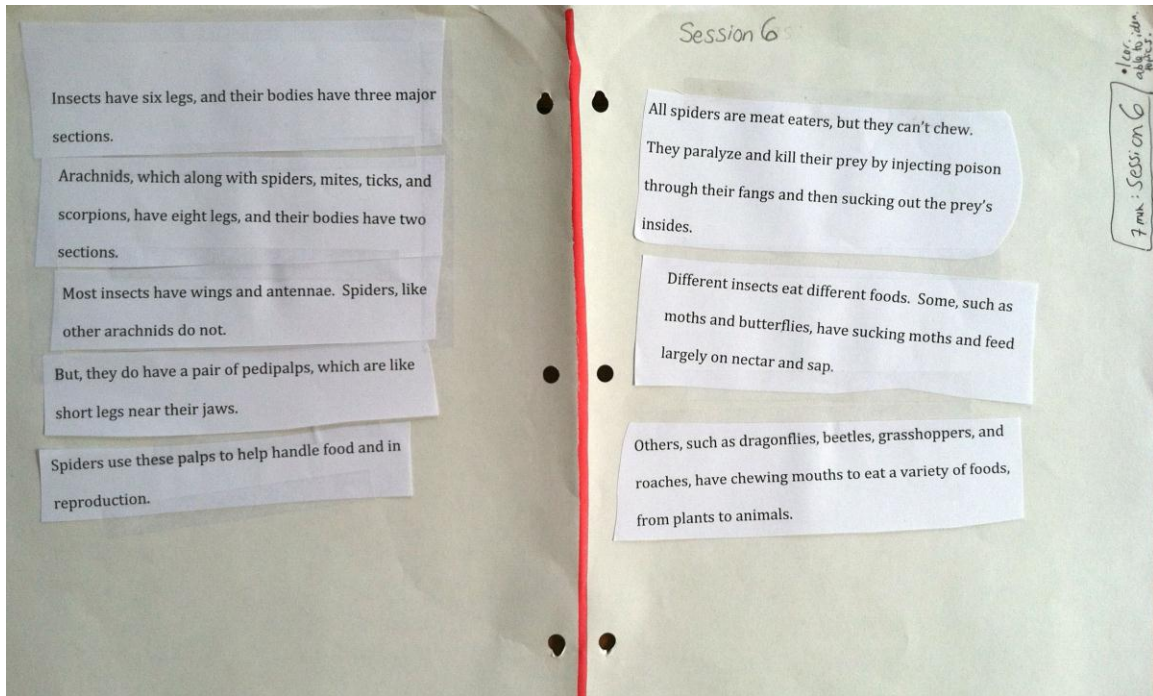 Insects have six legs, and their bodies have three major
sections.
Arachnids, which along with spiders, mites, ticks, and
scorpions, have eight legs, and their bodies have two
sections.
Most insects have wings and antennae. Spiders, like
other arachnids do not.
But, they do have a pair of pedipalps, which are like
short legs near their jaws.
Spiders use these palps to help handle food and in
reproduction.
Session 6
All spiders are meat eaters, but they can't chew.
They paralyze and kill their prey by injecting poison
through their fangs and then sucking out the prey's
insides.
Different insects eat different foods. Some, such as
moths and butterflies, have sucking moths and feed
largely on nectar and sap.
Others, such as dragonflies, beetles, grasshoppers, and
roaches, have chewing mouths to eat a variety of foods,
from plants to animals.
7 min: Session 6
able to iden.